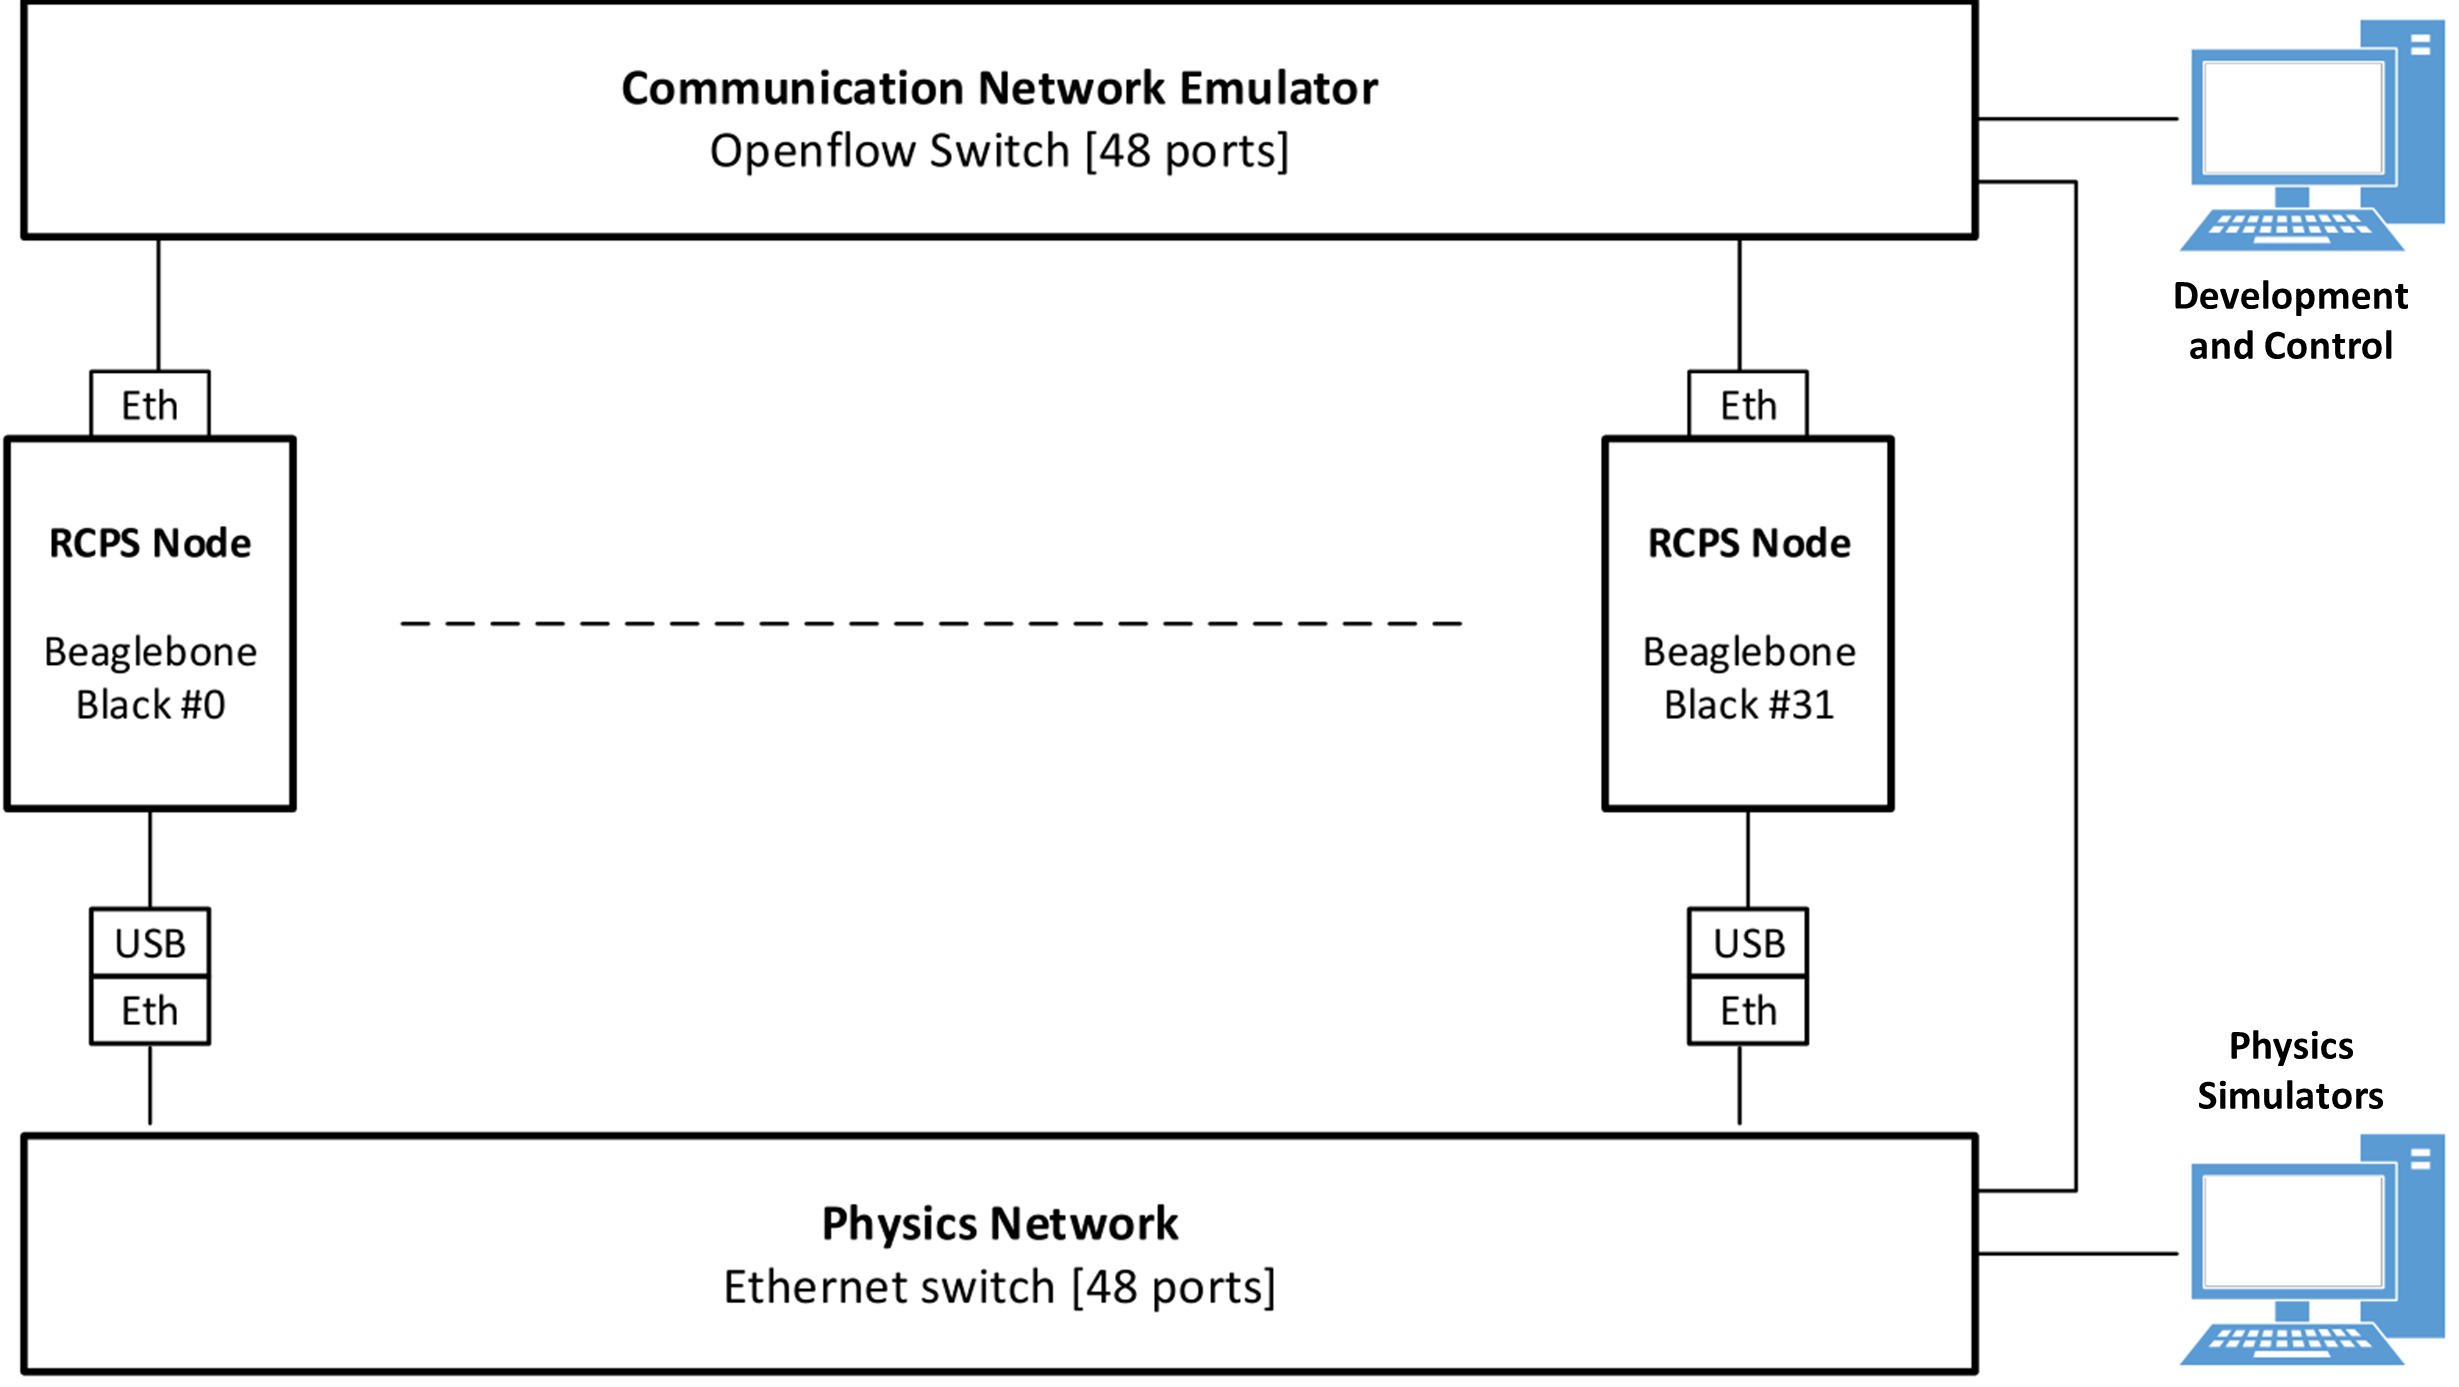 Communication Network Emulator
Openflow Switch [48 ports]
Development
and Control
Eth
Eth
RCPS Node
Beaglebone
Black #0
RCPS Node
Beaglebone
Black #31
USB
Eth
USB
Eth
Physics
Simulators
Physics Network
Ethernet switch [48 ports]